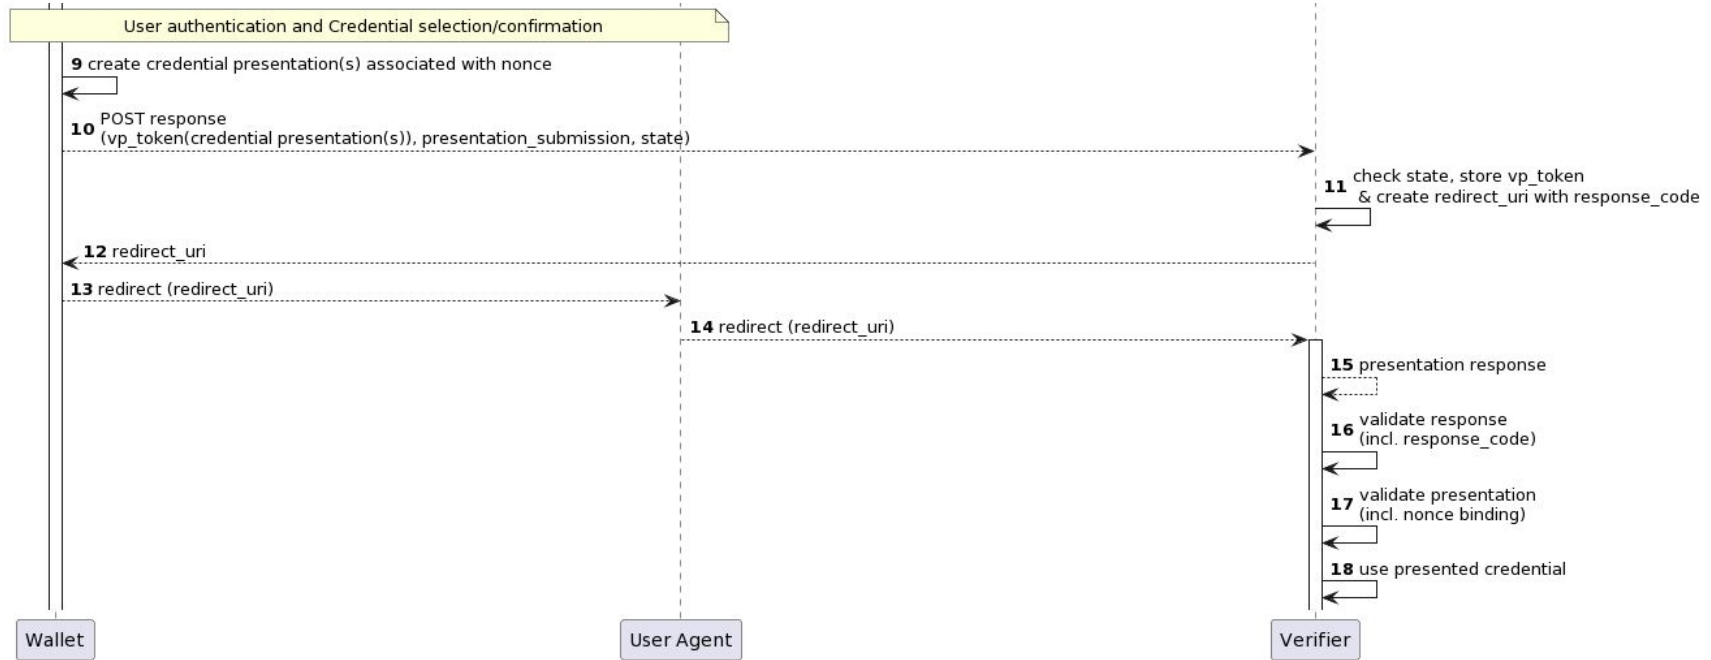 User authentication and Credential selection/confirmation
9 create credential presentation(s) associated with nonce
10 POST response
(vp_token(credential presentation(s)), presentation_submission, state)
11 check state, store vp_token
& create redirect_uri with response_code
12 redirect_uri
13 redirect (redirect_uri)
14 redirect (redirect_uri)
15 presentation response
16 validate response
(incl. response_code)
17 validate presentation
(incl. nonce binding)
18 use presented credential
Wallet
User Agent
Verifier